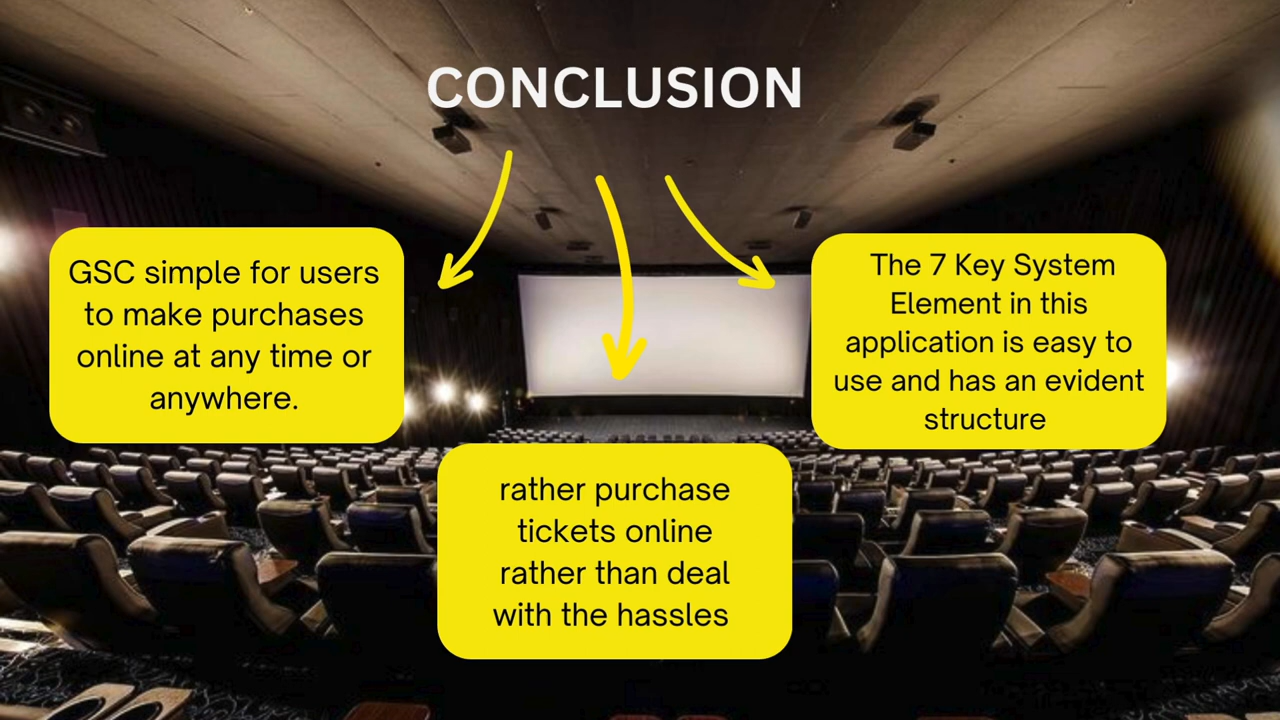 CONCLUSION
GSC simple for users
to make purchases
online at any time or
anywhere.
rather purchase
tickets online
rather than deal
with the hassles
The 7 Key System
Element in this
application is easy to
use and has an evident
structure